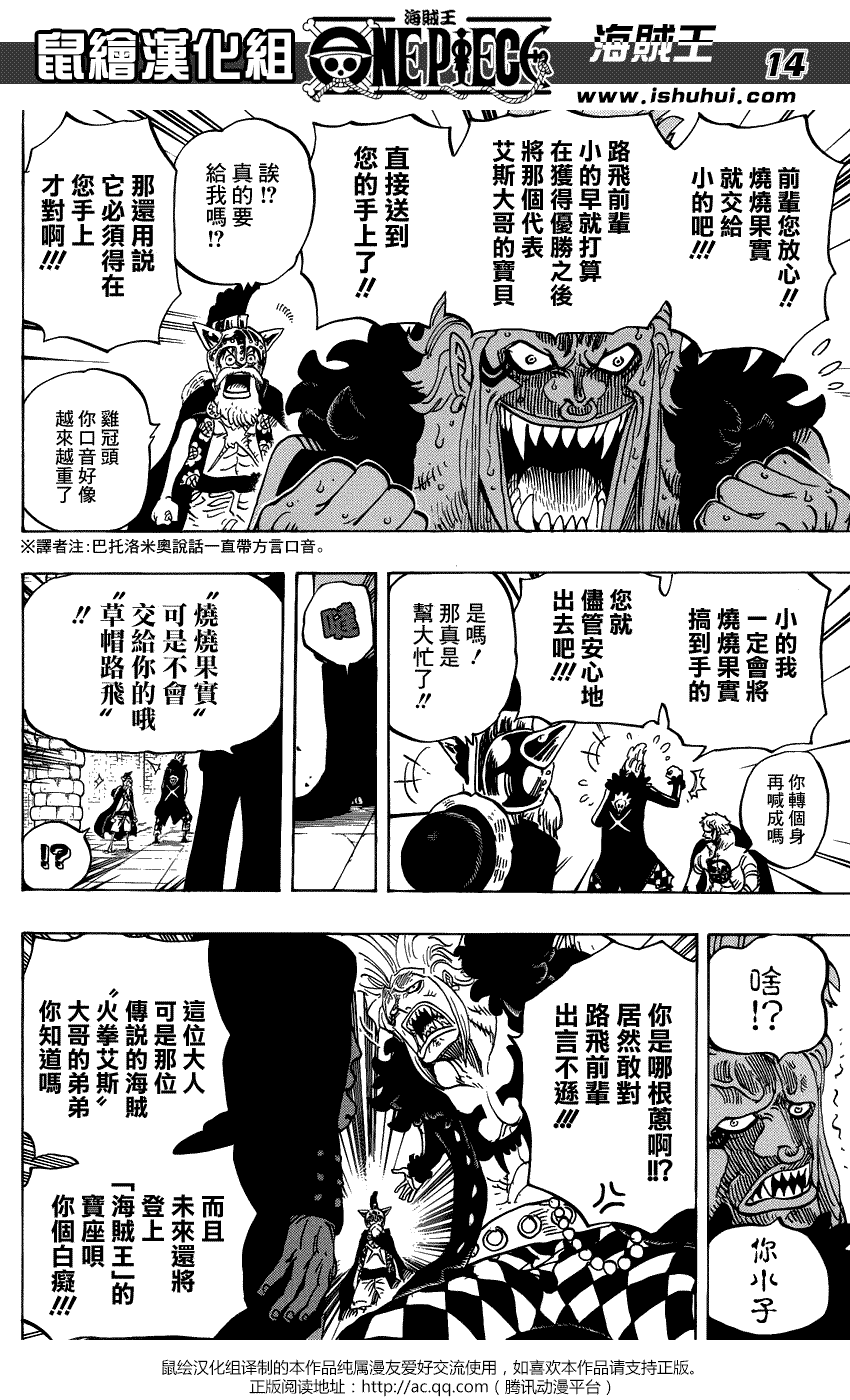 鼠繪漢化組
海賊王
ONE PIECE
海賊王
14
www.ishuhui.com
前輩您放心!!
燒燒果實
就交給
小的吧!!!
路飛前輩
小的早就打算
在獲得優勝之後
將那個代表
艾斯大哥的寶貝
直接送到
您的手上了!!
誒!?
真的要
給我嗎!?
那還用說
它必須得在
您手上
才對啊!!!
雞冠頭
你口音好像
越來越重了
※譯者注:巴托洛米奧說話一直帶方言口音。
小的我
一定會將
燒燒果實
搞到手的
您就
儘管安心地
出去吧!!!
是嗎!
那真是
幫大忙了!!
你轉個身
再喊成嗎
“燒燒果實”
可是不會
交給你的哦
“草帽路飛”
!!
!?
啥!?
你小子
你是哪根蔥啊!!?
居然敢對
路飛前輩
出言不遜!!!
這位大人
可是那位
傳說的海賊
“火拳艾斯”
大哥的弟弟
你知道嗎
而且
未來還將
登上
「海賊王」的
寶座唄
你個白癡!!!
鼠绘汉化组译制的本作品纯属漫友爱好交流使用，如喜欢本作品请支持正版。
正版阅读地址：http://ac.qq.com（腾讯动漫平台）